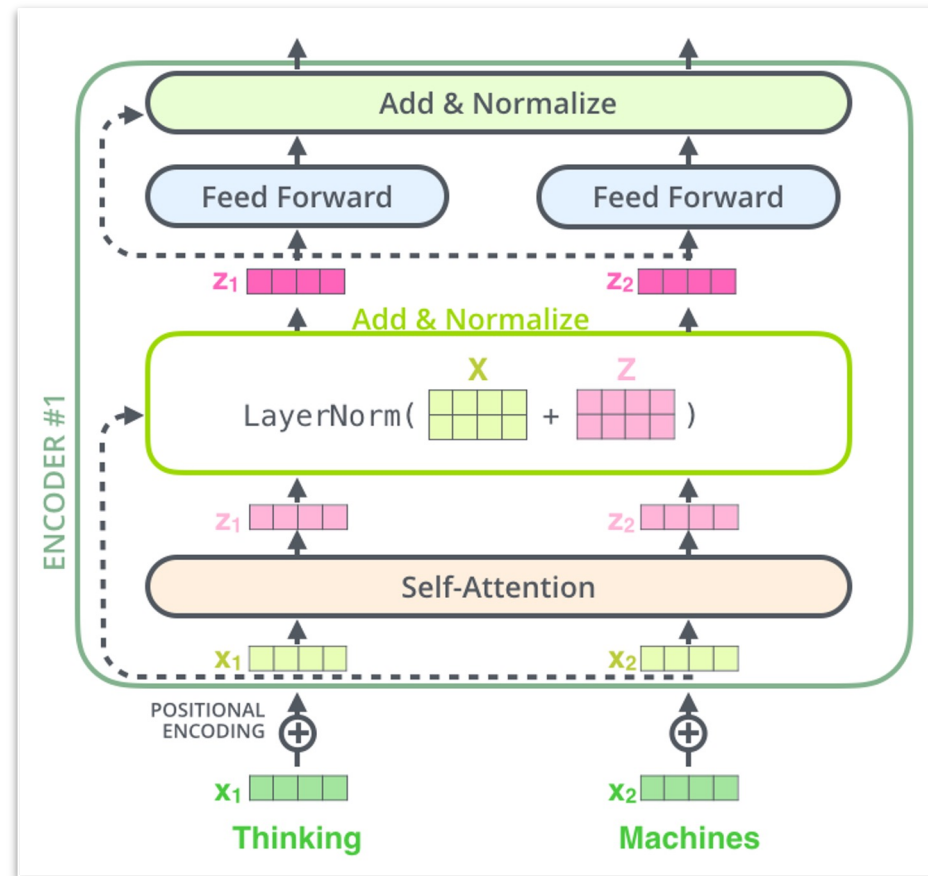 Add & Normalize
Feed Forward Feed Forward
z1 z2
Add & Normalize
X Z
LayerNorm( + )
ENCODER #1
z1 z2
Self-Attention
x1 x2
POSITIONAL
ENCODING
x1 x2
Thinking Machines